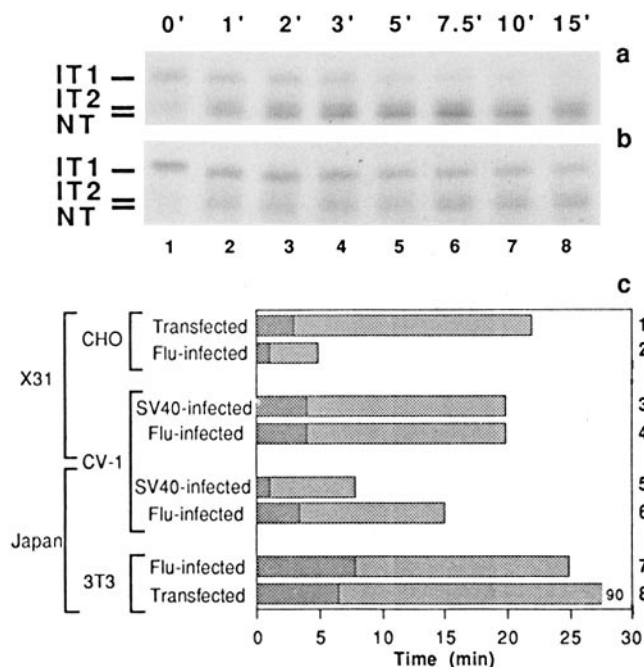 0' 1' 2' 3' 5' 7.5' 10' 15'
a
IT1
IT2
NT
b
IT1
IT2
NT
1 2 3 4 5 6 7 8
c
X31
CHO
Transfected 1
Flu-infected 2
CV-1
SV40-infected 3
Flu-infected 4
Japan
SV40-infected 5
Flu-infected 6
3T3
Flu-infected 7
Transfected 90 8
0 5 10 15 20 25 30
Time (min)